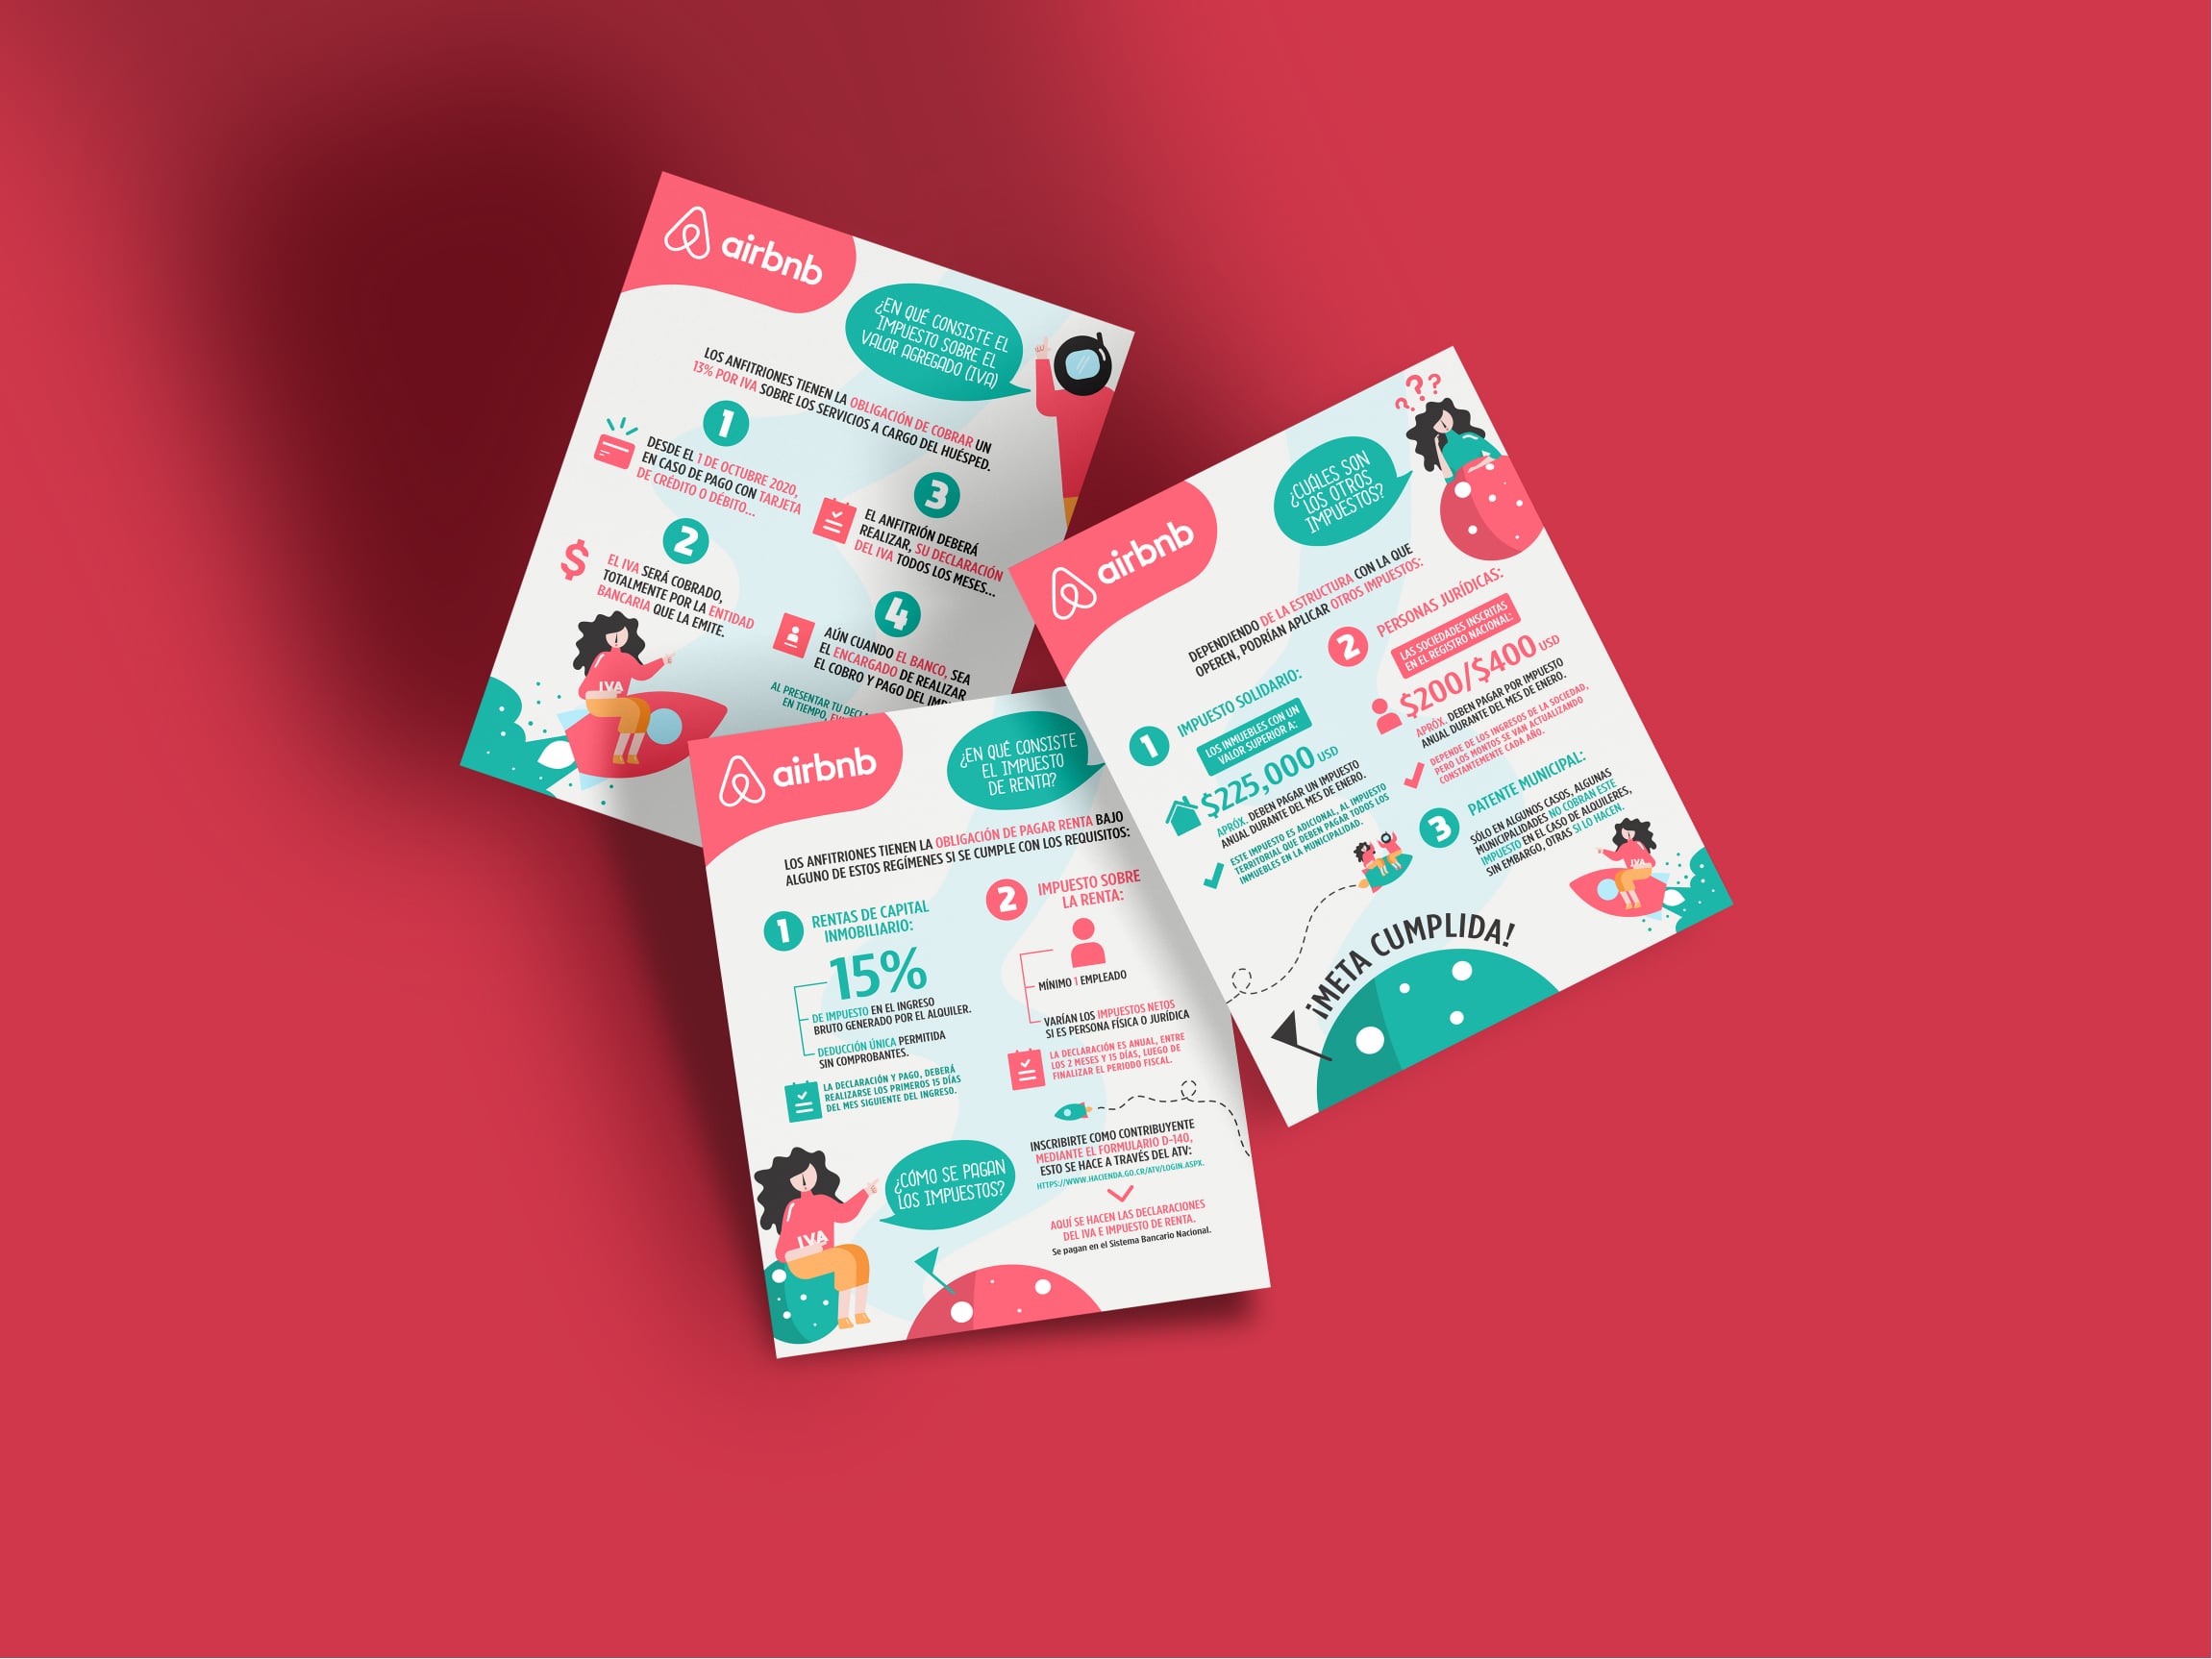 airbnb
¿EN QUÉ CONSISTE EL
IMPUESTO SOBRE EL
VALOR AGREGADO (IVA)
LOS ANFITRIONES TIENEN LA OBLIGACIÓN DE COBRAR UN
13% POR IVA SOBRE LOS SERVICIOS A CARGO DEL HUÉSPED.
1
DESDE EL 1 DE OCTUBRE 2020,
EN CASO DE PAGO CON TARJETA
DE CRÉDITO O DÉBITO...
2
$
EL IVA SERÁ COBRADO,
TOTALMENTE POR LA ENTIDAD
BANCARIA QUE LA EMITE.
3
EL ANFITRIÓN DEBERÁ
REALIZAR, SU DECLARACIÓN
DEL IVA TODOS LOS MESES...
4
AÚN CUANDO EL BANCO, SEA
EL ENCARGADO DE REALIZAR
EL COBRO Y PAGO DEL
AL PRESENTAR TU
EN TIEMPO,
IVA
airbnb
¿EN QUÉ CONSISTE
EL IMPUESTO
DE RENTA?
LOS ANFITRIONES TIENEN LA OBLIGACIÓN DE PAGAR RENTA BAJO
ALGUNO DE ESTOS REGÍMENES SI SE CUMPLE CON LOS REQUISITOS:
1
RENTAS DE CAPITAL
INMOBILIARIO:
15%
DE IMPUESTO EN EL INGRESO
BRUTO GENERADO POR EL ALQUILER.
DEDUCCIÓN ÚNICA PERMITIDA
SIN COMPROBANTES.
LA DECLARACIÓN Y PAGO, DEBERÁ
REALIZARSE LOS PRIMEROS 15 DÍAS
DEL MES SIGUIENTE DEL INGRESO.
2
IMPUESTO SOBRE
LA RENTA:
MÍNIMO 1 EMPLEADO
VARÍAN LOS IMPUESTOS NETOS
SI ES PERSONA FÍSICA O JURÍDICA
LA DECLARACIÓN ES ANUAL, ENTRE
LOS 2 MESES Y 15 DÍAS, LUEGO DE
FINALIZAR EL PERIODO FISCAL.
¿CÓMO SE PAGAN
LOS IMPUESTOS?
IVA
INSCRIBIRTE COMO CONTRIBUYENTE
MEDIANTE EL FORMULARIO D-140,
ESTO SE HACE A TRAVÉS DEL ATV:
HTTPS://WWW.HACIENDA.GO.CR/ATV/LOGIN.ASPX.
AQUÍ SE HACEN LAS DECLARACIONES
DEL IVA E IMPUESTO DE RENTA.
Se pagan en el Sistema Bancario Nacional.
airbnb
???
¿CUÁLES SON
LOS OTROS
IMPUESTOS?
DEPENDIENDO DE LA ESTRUCTURA CON LA QUE
OPEREN, PODRÍAN APLICAR OTROS IMPUESTOS:
1
IMPUESTO SOLIDARIO:
LOS INMUEBLES CON UN
VALOR SUPERIOR A:
$225,000 USD
APRÓX. DEBEN PAGAR UN IMPUESTO
ANUAL DURANTE DEL MES DE ENERO.
ESTE IMPUESTO ES ADICIONAL, AL IMPUESTO
TERRITORIAL QUE DEBEN PAGAR TODOS LOS
INMUEBLES EN LA MUNICIPALIDAD.
2
PERSONAS JURÍDICAS:
LAS SOCIEDADES INSCRITAS
EN EL REGISTRO NACIONAL:
$200/$400 USD
APRÓX. DEBEN PAGAR POR IMPUESTO
ANUAL DURANTE DEL MES DE ENERO.
DEPENDE DE LOS INGRESOS DE LA SOCIEDAD,
PERO LOS MONTOS SE VAN ACTUALIZANDO
CONSTANTEMENTE CADA AÑO.
3
PATENTE MUNICIPAL:
SÓLO EN ALGUNOS CASOS, ALGUNAS
MUNICIPALIDADES NO COBRAN ESTE
IMPUESTO EN EL CASO DE ALQUILERES,
SIN EMBARGO, OTRAS SI LO HACEN.
IVA
¡META CUMPLIDA!